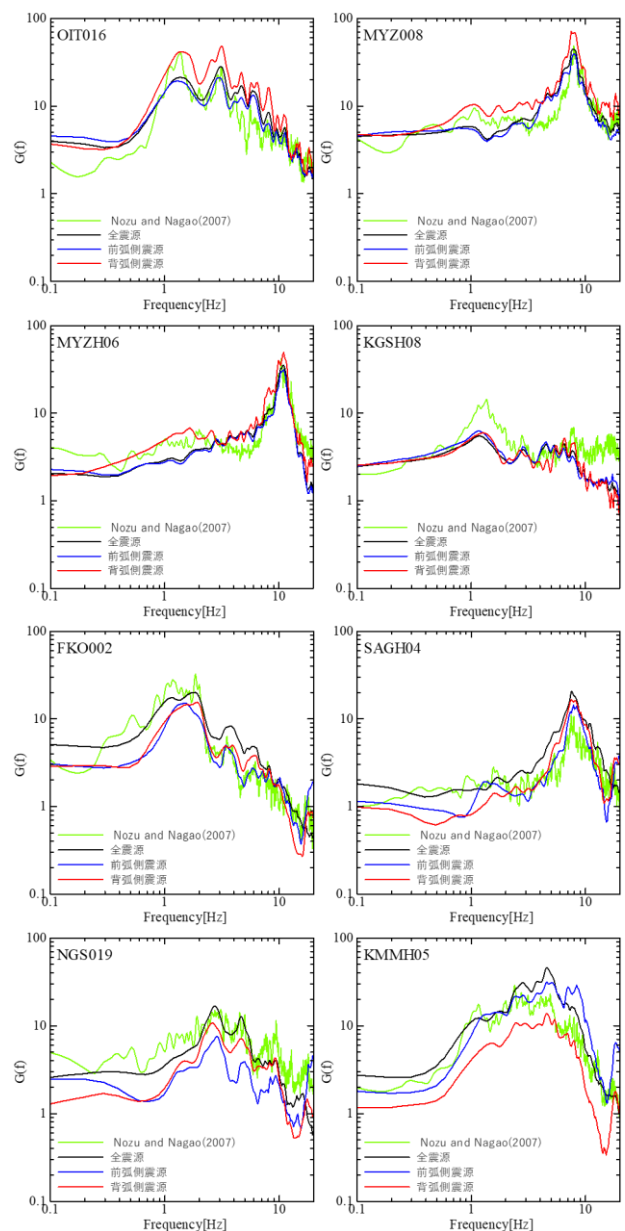 OIT016
100
10
1
0.1
G(f)
Nozu and Nagao(2007)
全震源
前弧側震源
背弧側震源
0.1
1
10
Frequency[Hz]
MYZ008
100
10
1
0.1
G(f)
Nozu and Nagao(2007)
全震源
前弧側震源
背弧側震源
0.1
1
10
Frequency[Hz]
MYZH06
100
10
1
0.1
G(f)
Nozu and Nagao(2007)
全震源
前弧側震源
背弧側震源
0.1
1
10
Frequency[Hz]
KGSH08
100
10
1
0.1
G(f)
Nozu and Nagao(2007)
全震源
前弧側震源
背弧側震源
0.1
1
10
Frequency[Hz]
FKO002
100
10
1
0.1
G(f)
Nozu and Nagao(2007)
全震源
前弧側震源
背弧側震源
0.1
1
10
Frequency[Hz]
SAGH04
100
10
1
0.1
G(f)
Nozu and Nagao(2007)
全震源
前弧側震源
背弧側震源
0.1
1
10
Frequency[Hz]
NGS019
100
10
1
0.1
G(f)
Nozu and Nagao(2007)
全震源
前弧側震源
背弧側震源
0.1
1
10
Frequency[Hz]
KMMH05
100
10
1
0.1
G(f)
Nozu and Nagao(2007)
全震源
前弧側震源
背弧側震源
0.1
1
10
Frequency[Hz]